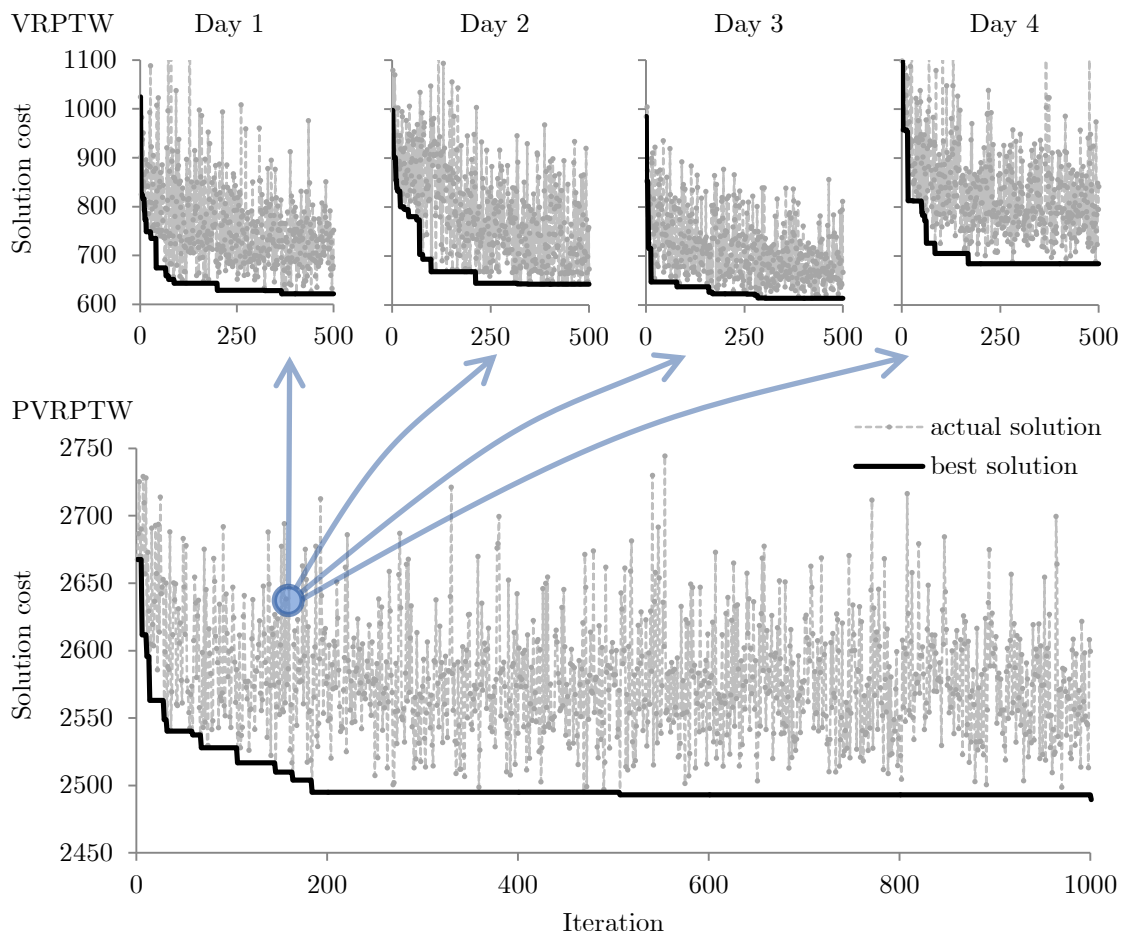 VRPTW Day 1 Day 2 Day 3 Day 4
1100
1000
900
800
700
600
Solution cost
0 250 500 0 250 500 0 250 500 0 250 500
PVRPTW
actual solution
best solution
2750
2700
2650
2600
2550
2500
2450
Solution cost
0 200 400 600 800 1000
Iteration